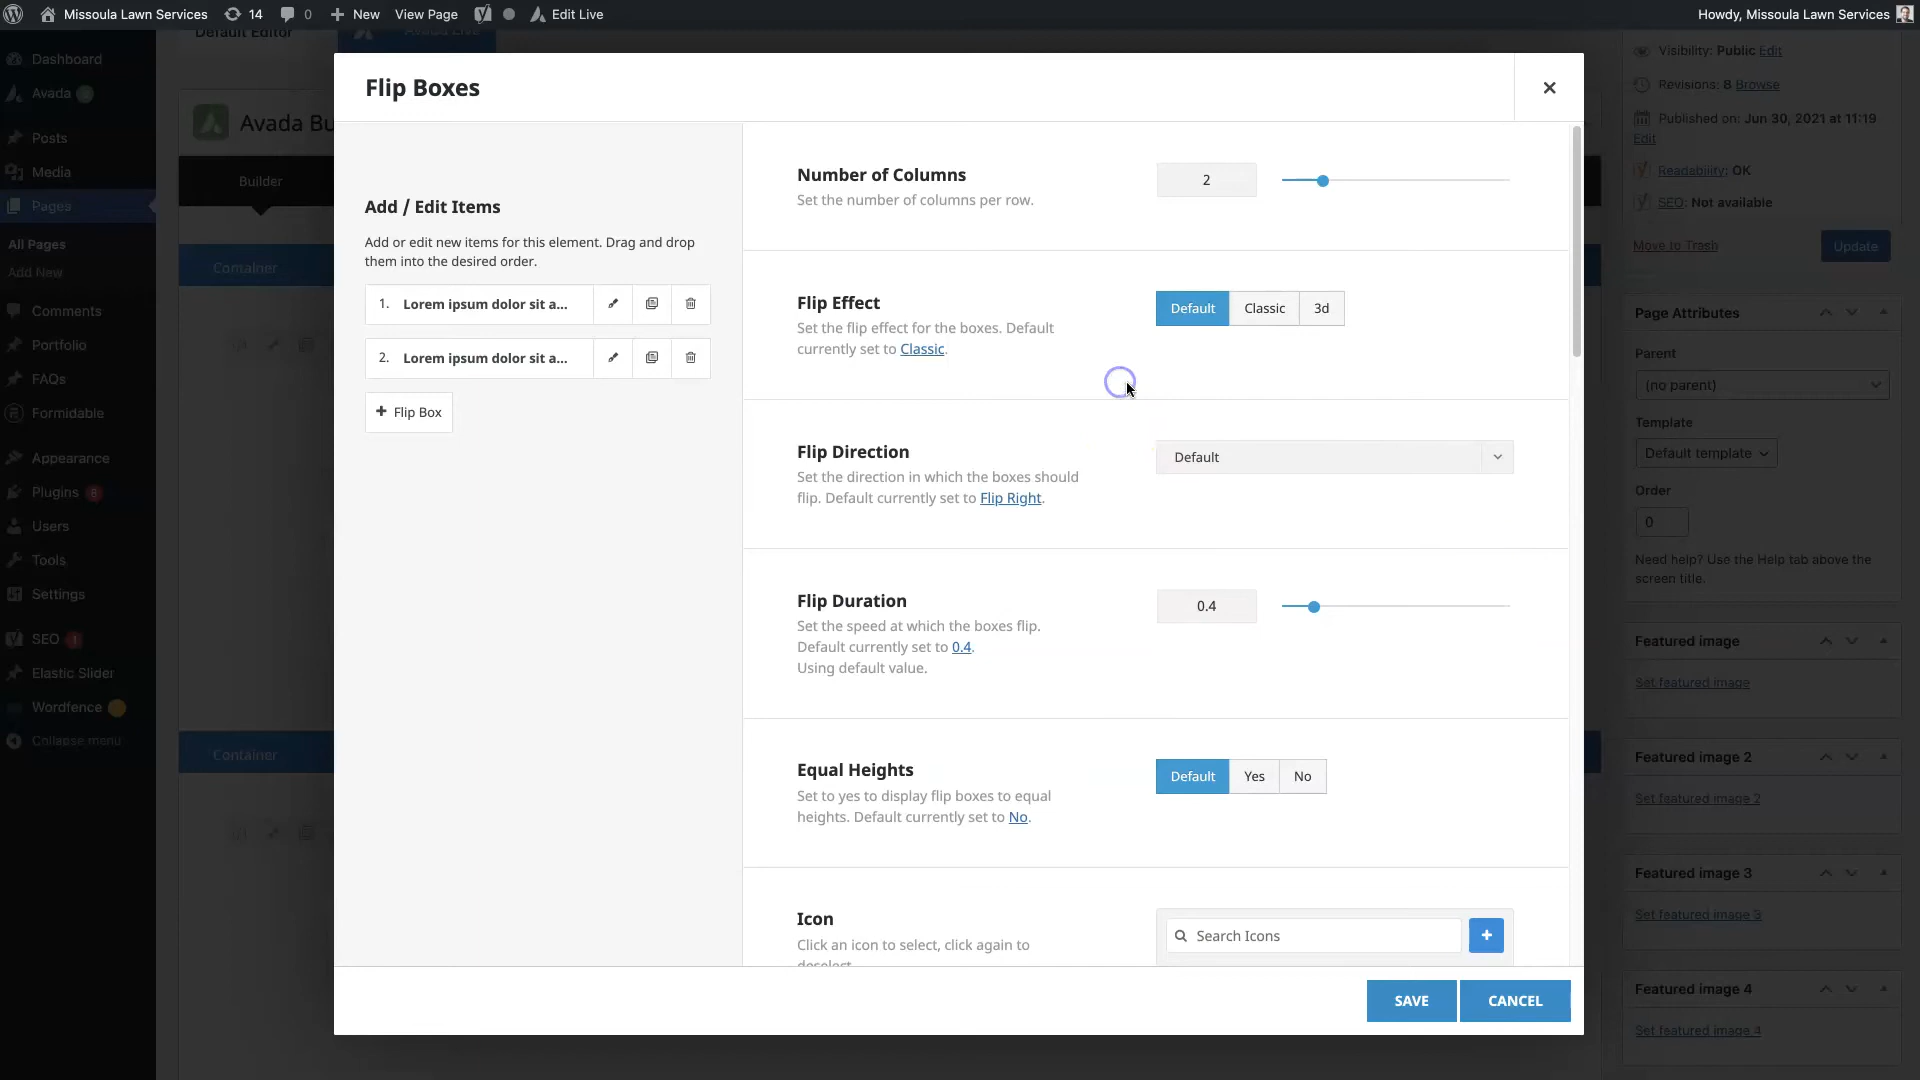 Missoula Lawn Services 14 0 New View Page Edit Live Howdy, Missoula Lawn Services
Default Editor Avada Live
Dashboard
Avada
Posts
Media
Pages
All Pages
Add New
Comments
Portfolio
FAQs
Formidable
Appearance
Plugins 8
Users
Tools
Settings
SEO 1
Elastic Slider
Wordfence
Collapse menu
Avada Bu
Builder
Container
Container
Flip Boxes
Add / Edit Items
Add or edit new items for this element. Drag and drop
them into the desired order.
1. Lorem ipsum dolor sit a...
2. Lorem ipsum dolor sit a...
+ Flip Box
Number of Columns
Set the number of columns per row.
2
Flip Effect
Set the flip effect for the boxes. Default
currently set to Classic.
Default Classic 3d
Flip Direction
Set the direction in which the boxes should
flip. Default currently set to Flip Right.
Default
Flip Duration
Set the speed at which the boxes flip.
Default currently set to 0.4.
Using default value.
0.4
Equal Heights
Set to yes to display flip boxes to equal
heights. Default currently set to No.
Default Yes No
Icon
Click an icon to select, click again to
deselect
Search Icons
+
SAVE CANCEL
Visibility: Public Edit
Revisions: 8 Browse
Published on: Jun 30, 2021 at 11:19
Edit
Readability: OK
SEO: Not available
Move to Trash Update
Page Attributes
Parent
(no parent)
Template
Default template
Order
0
Need help? Use the Help tab above the
screen title.
Featured image
Set featured image
Featured image 2
Set featured image 2
Featured image 3
Set featured image 3
Featured image 4
Set featured image 4